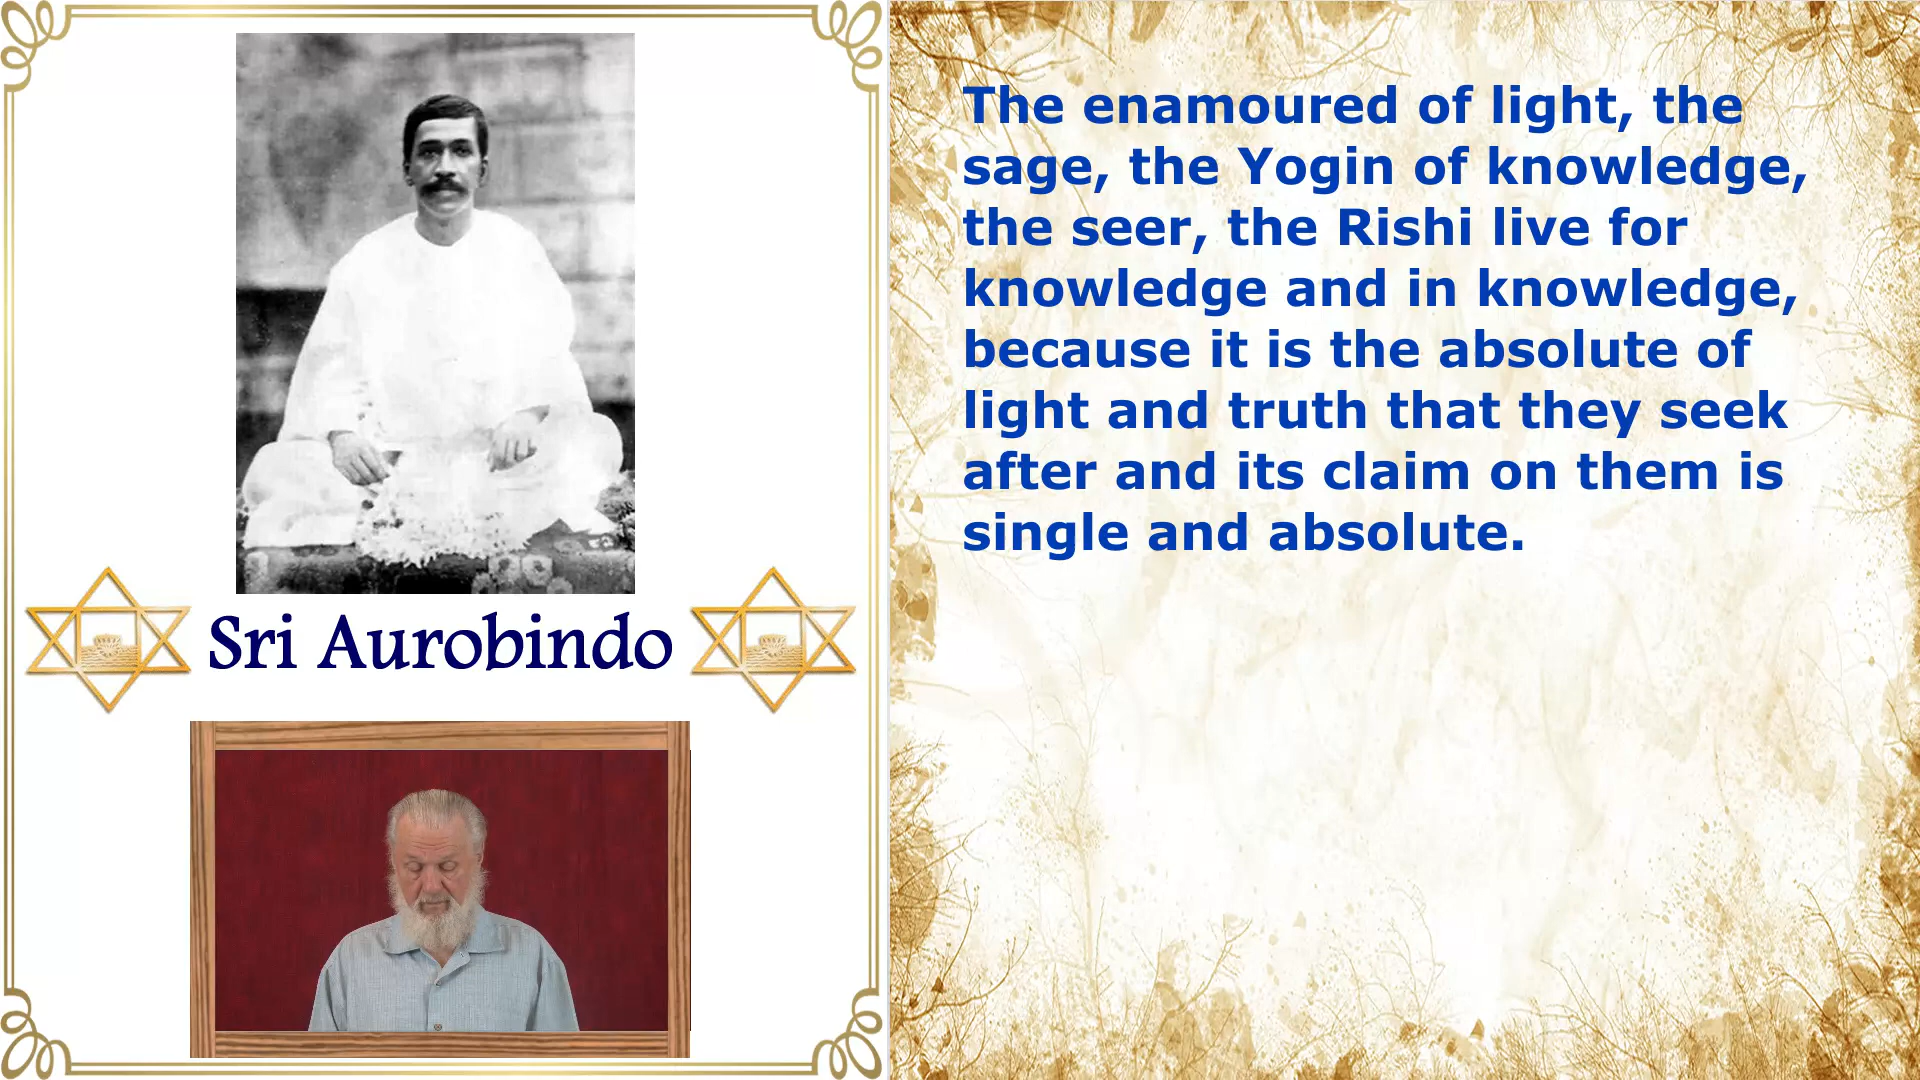 Sri Aurobindo
The enamoured of light, the
sage, the Yogin of knowledge,
the seer, the Rishi live for
knowledge and in knowledge,
because it is the absolute of
light and truth that they seek
after and its claim on them is
single and absolute.